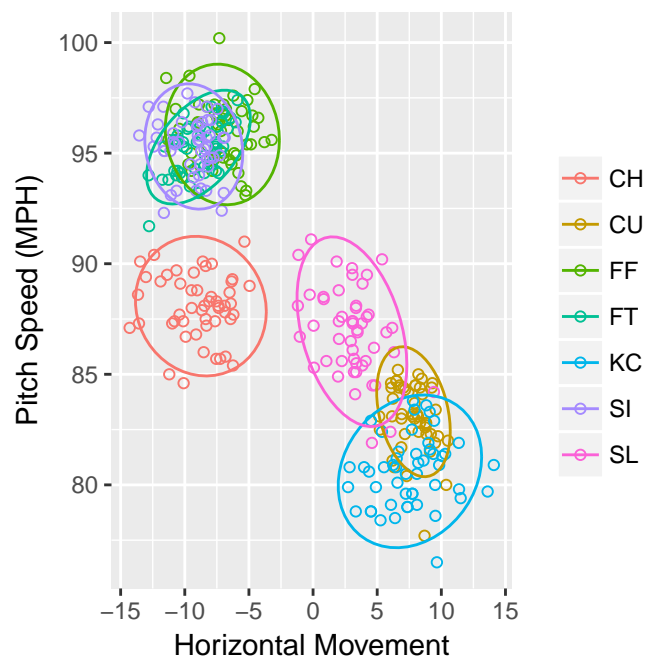 Pitch Speed (MPH)
100
95
90
85
80
−15 −10 −5 0 5 10 15
Horizontal Movement
CH
CU
FF
FT
KC
SI
SL